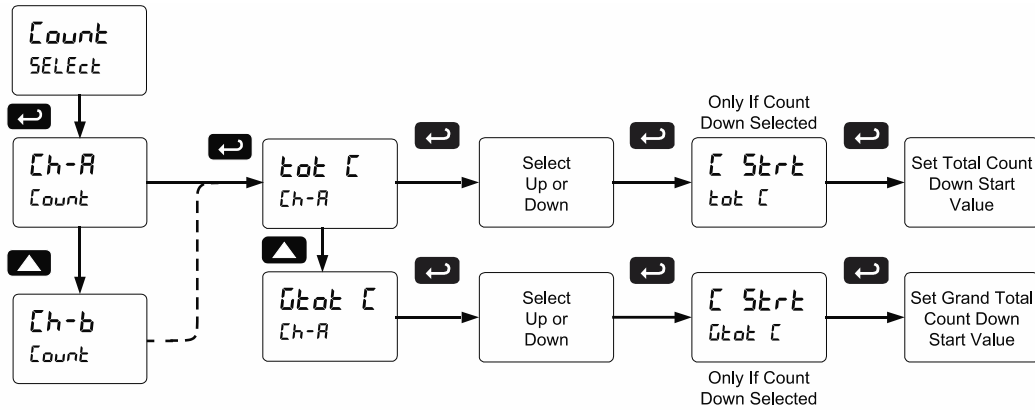 Count
SELEct
Only If Count
Down Selected
Ch-A
Count
tot C
Ch-A
Select
Up or
Down
C Strt
tot C
Set Total Count
Down Start
Value
Ch-b
Count
Gtot C
Ch-A
Select
Up or
Down
C Strt
Gtot C
Set Grand Total
Count Down
Start Value
Only If Count
Down Selected